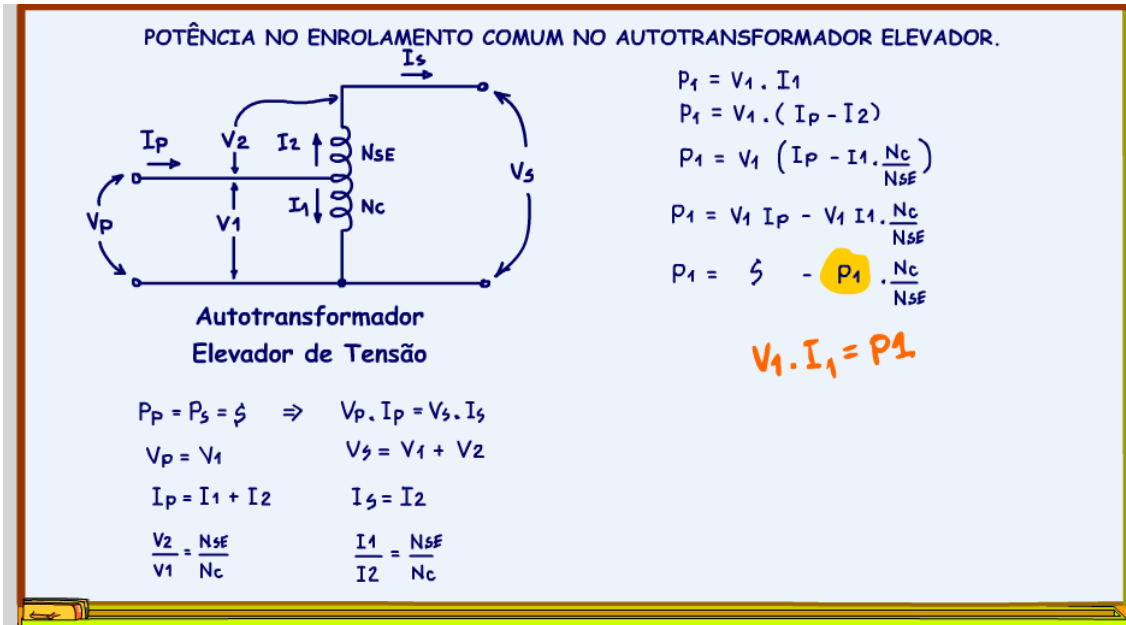 POTÊNCIA NO ENROLAMENTO COMUM NO AUTOTRANSFORMADOR ELEVADOR.
Is
Ip
V2
I2
NSE
Vs
Vp
V1
I1
Nc
Autotransformador
Elevador de Tensão
Pp = Ps = $ ⇒ Vp . Ip = Vs . Is
Vp = V1
Vs = V1 + V2
Ip = I1 + I2
Is = I2
V2/V1 = NSE/Nc
I1/I2 = NSE/Nc
P1 = V1 . I1
P1 = V1 . ( Ip - I2)
P1 = V1 ( Ip - I1 . Nc/NSE )
P1 = V1 Ip - V1 I1 . Nc/NSE
P1 = $ - P1 . Nc/NSE
V1 . I1 = P1